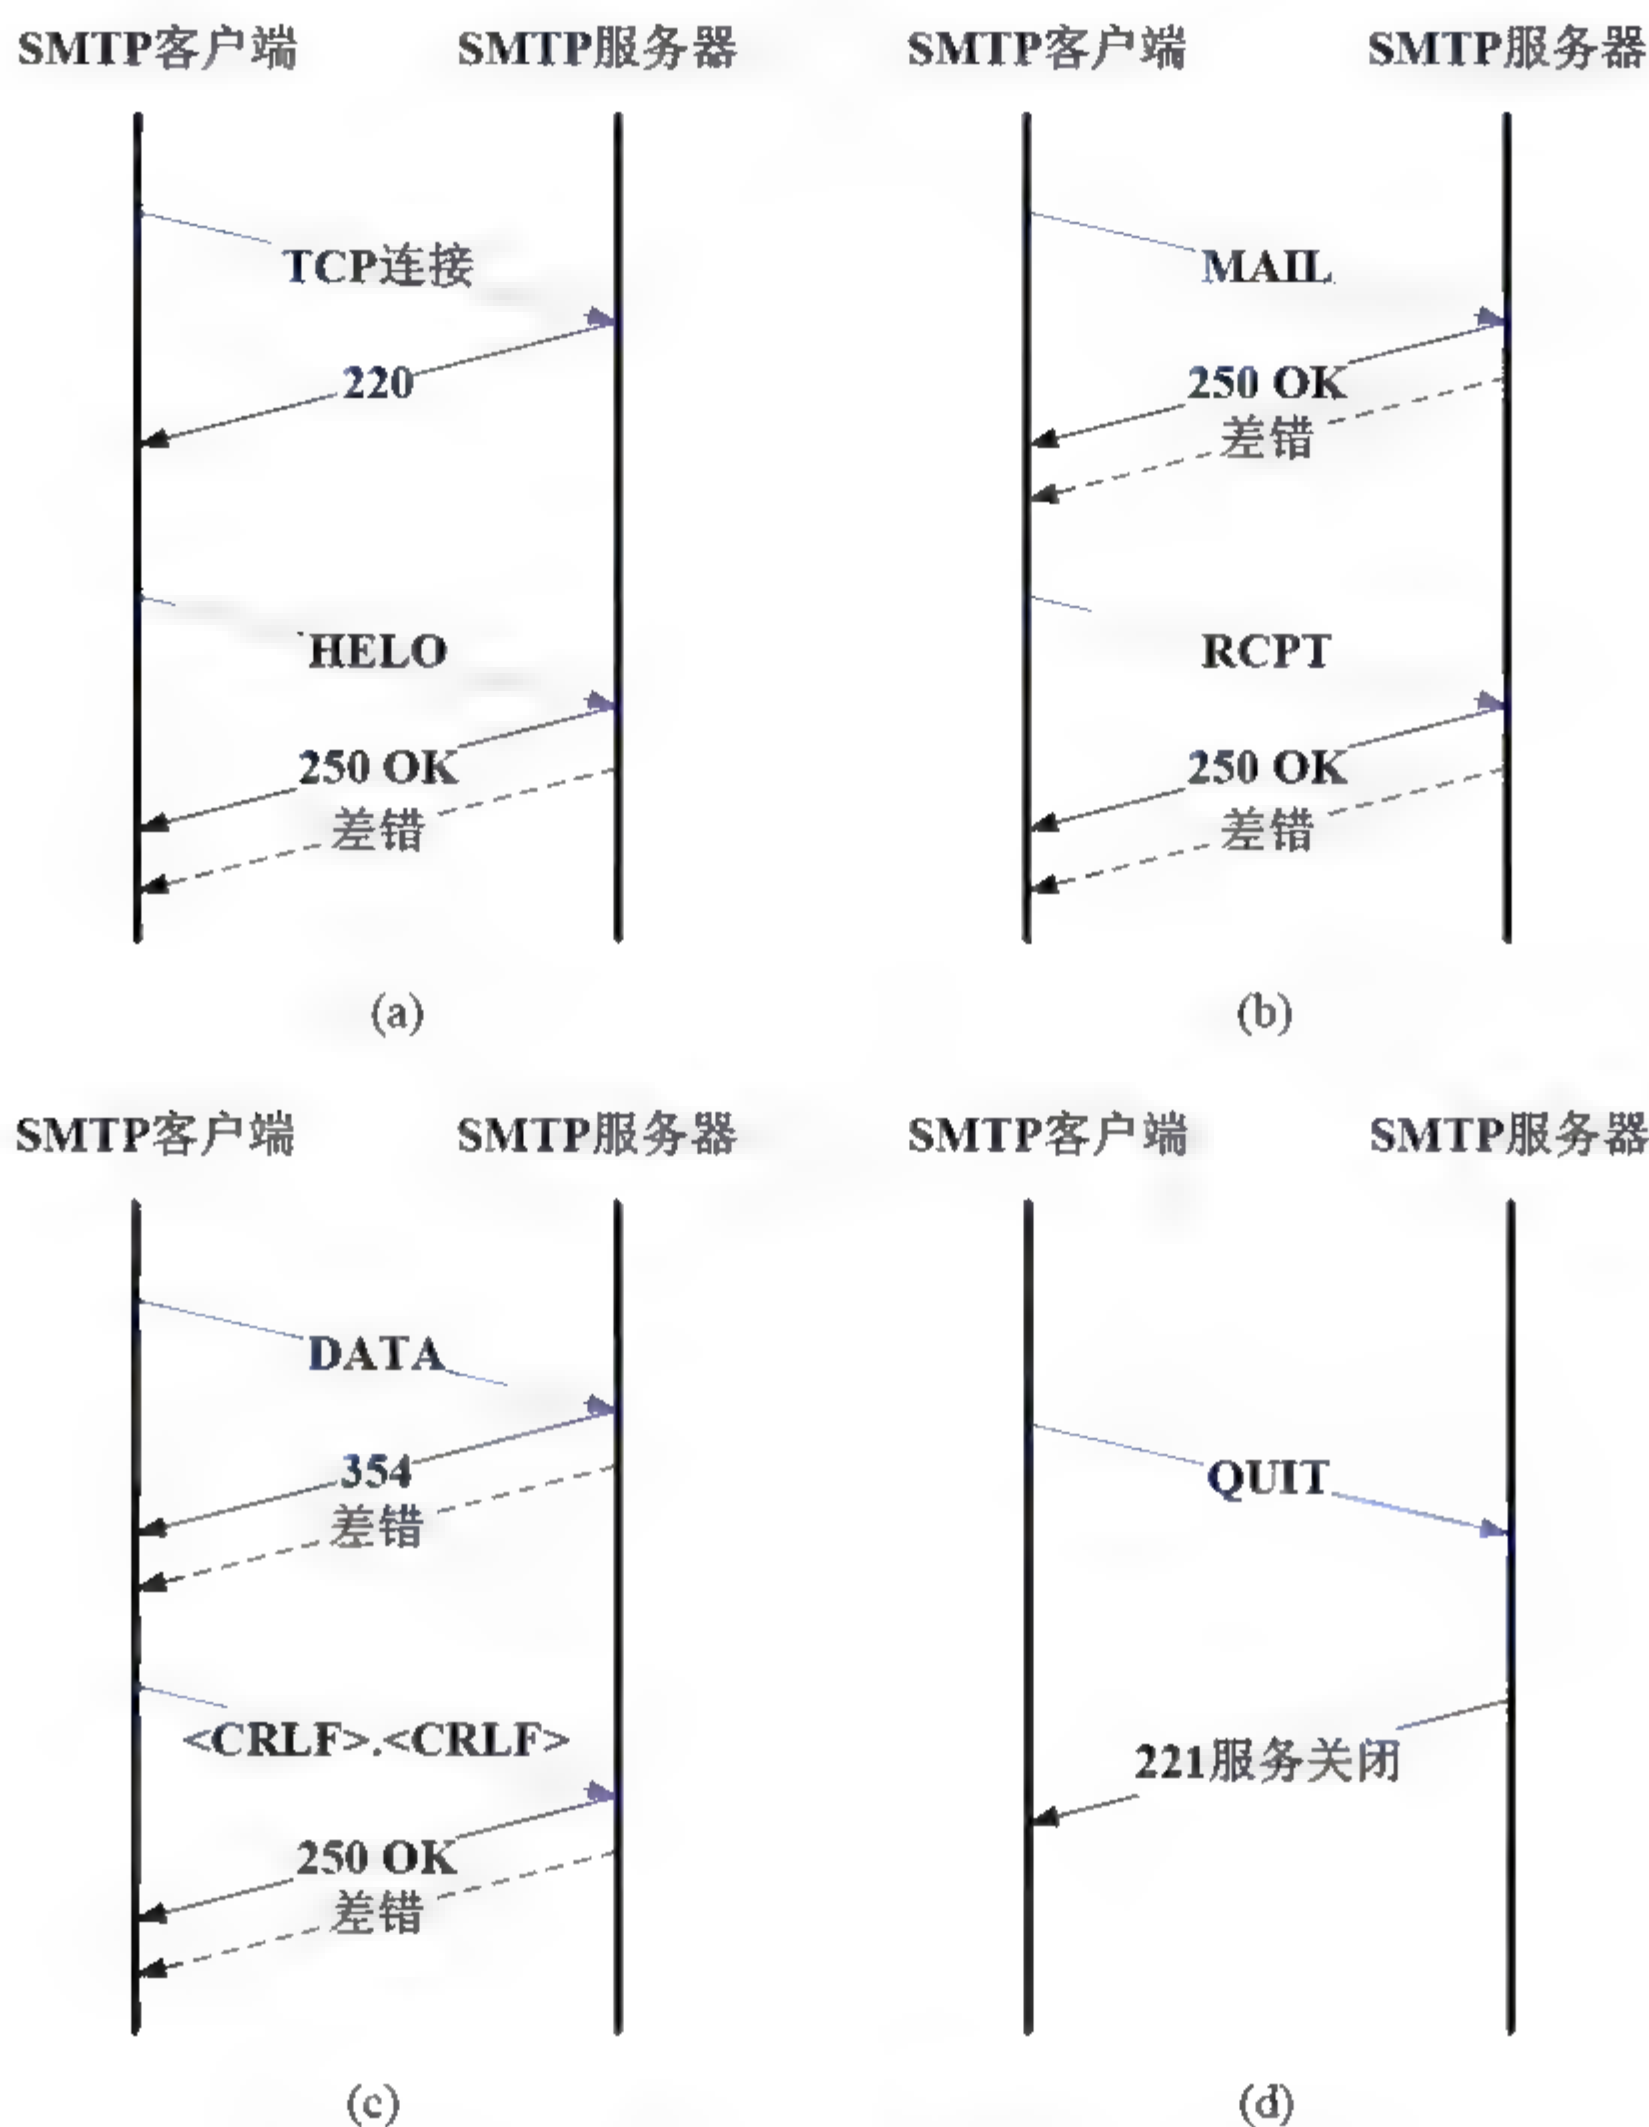 SMTP客户端 SMTP服务器
TCP连接
220
HELO
250 OK
差错
(a)
SMTP客户端 SMTP服务器
MAIL
250 OK
差错
RCPT
250 OK
差错
(b)
SMTP客户端 SMTP服务器
DATA
354
差错
<CRLF>.<CRLF>
250 OK
差错
(c)
SMTP客户端 SMTP服务器
QUIT
221服务关闭
(d)